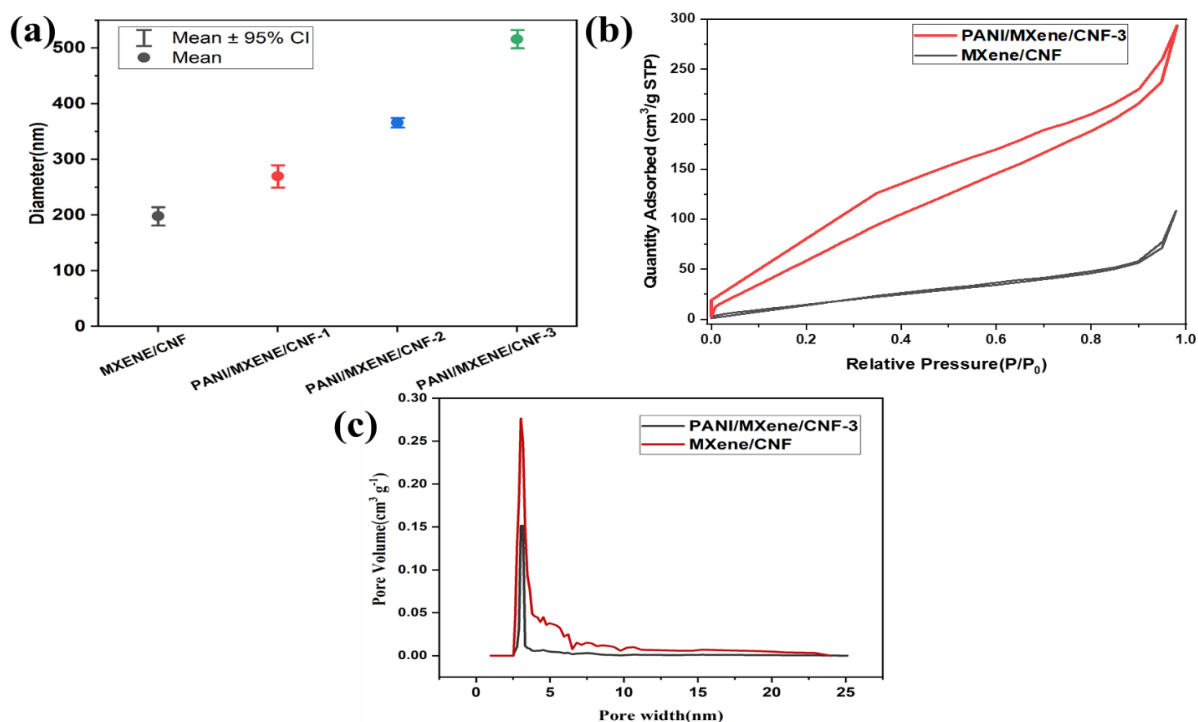 (a)
Mean ± 95% CI
Mean
Diameter(nm)
500
400
300
200
100
0
MXENE/CNF
PANI/MXENE/CNF-1
PANI/MXENE/CNF-2
PANI/MXENE/CNF-3
(b)
PANI/MXene/CNF-3
MXene/CNF
Quantity Adsorbed (cm³/g STP)
300
250
200
150
100
50
0
0.0 0.2 0.4 0.6 0.8 1.0
Relative Pressure(P/P₀)
(c)
PANI/MXene/CNF-3
MXene/CNF
Pore Volume(cm³ g⁻¹)
0.30
0.25
0.20
0.15
0.10
0.05
0.00
0 5 10 15 20 25
Pore width(nm)